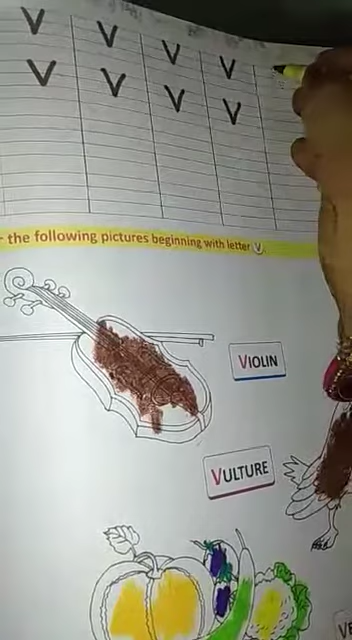 V V V V
V V V V
the following pictures beginning with letter V.
VIOLIN
VULTURE